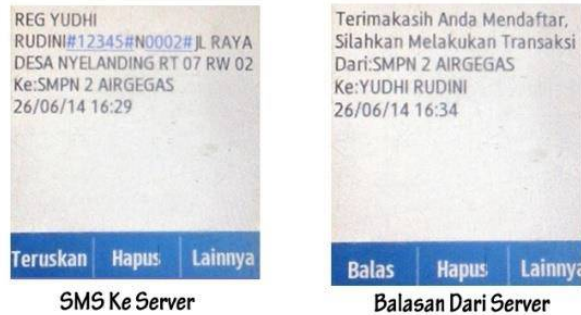 REG YUDHI
RUDINI#12345#N0002#JL RAYA
DESA NYELANDING RT 07 RW 02
Ke:SMPN 2 AIRGEGAS
26/06/14 16:29
Teruskan Hapus Lainnya
SMS Ke Server
Terimakasih Anda Mendaftar,
Silahkan Melakukan Transaksi
Dari:SMPN 2 AIRGEGAS
Ke:YUDHI RUDINI
26/06/14 16:34
Balas Hapus Lainnya
Balasan Dari Server